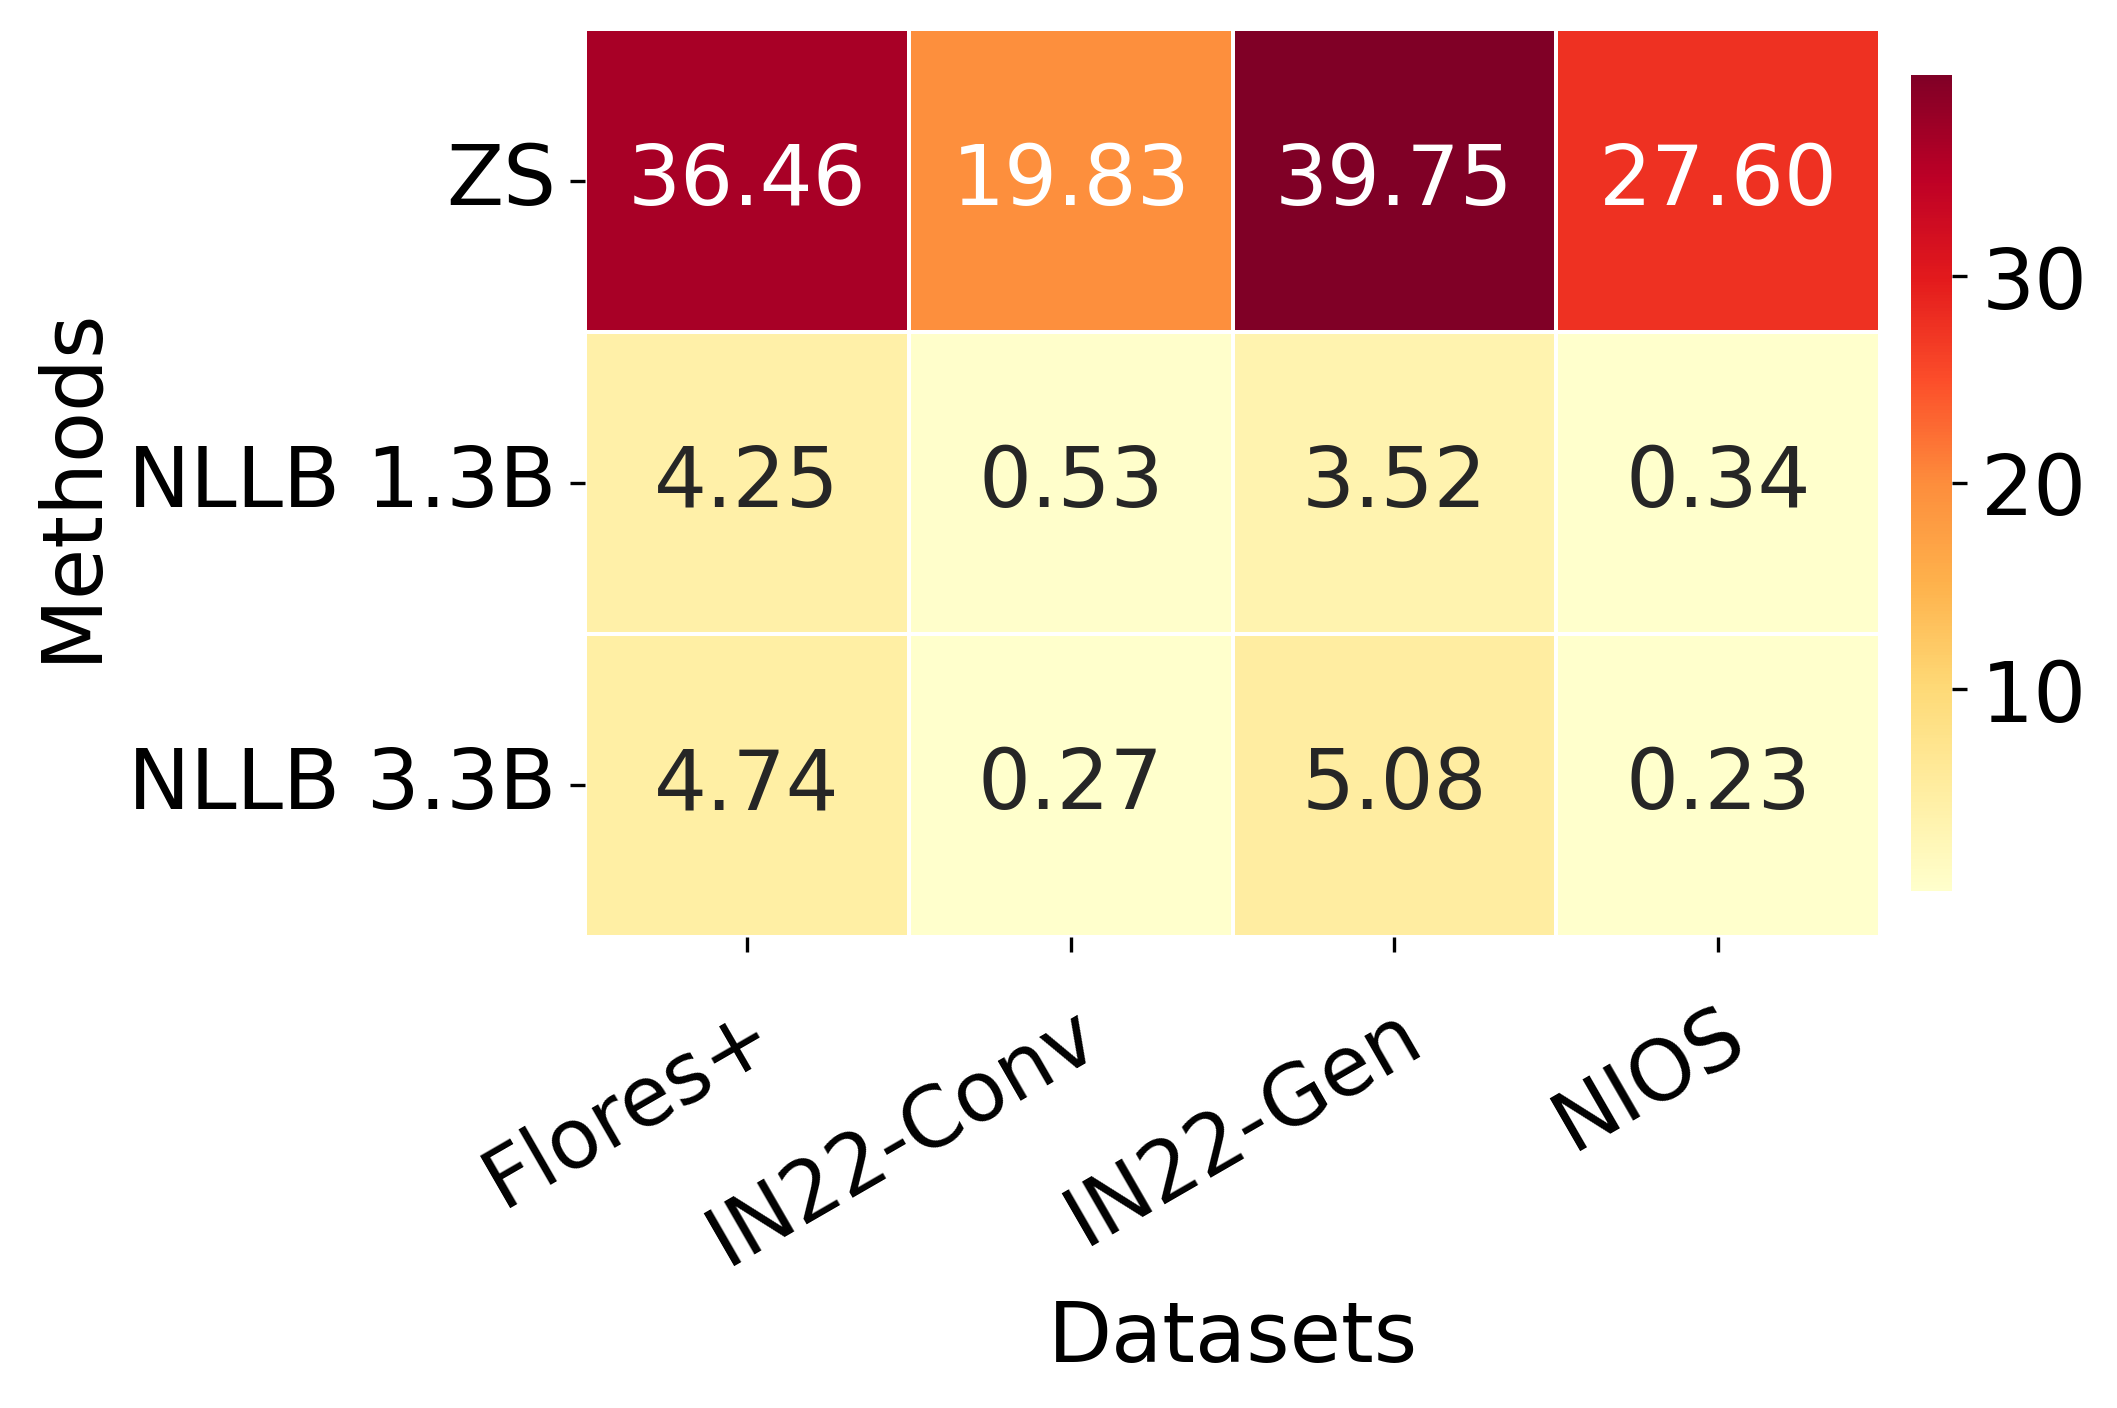 ZS 36.46 19.83 39.75 27.60
NLLB 1.3B 4.25 0.53 3.52 0.34
NLLB 3.3B 4.74 0.27 5.08 0.23
Methods
30
20
10
Flores+ IN22-Conv IN22-Gen NIOS
Datasets